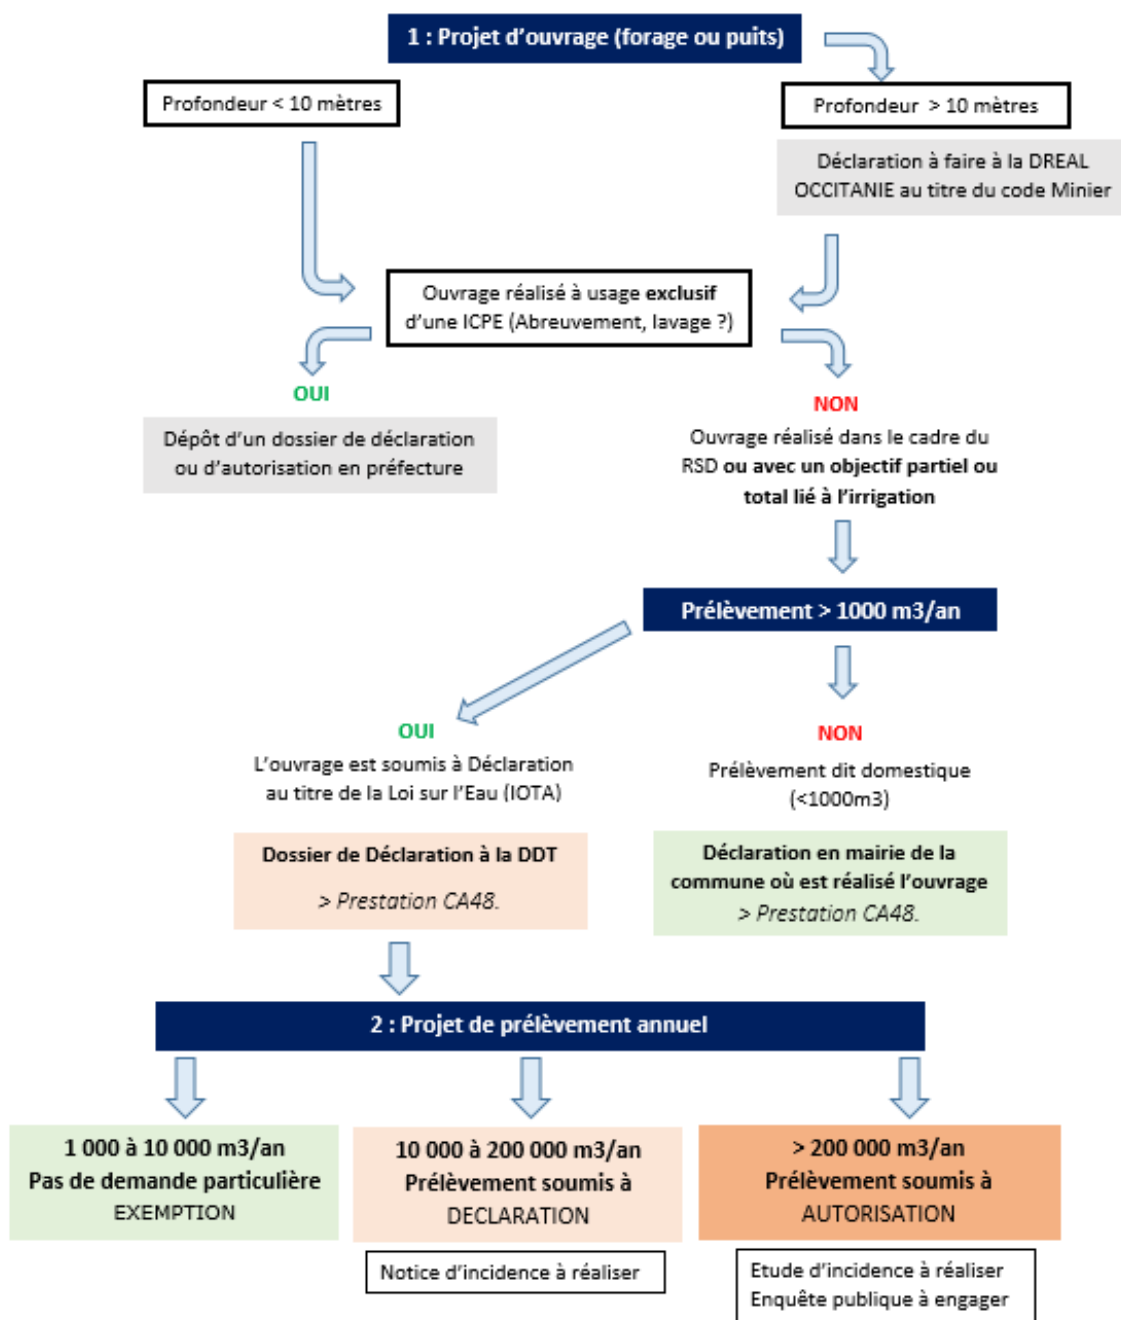 1 : Projet d’ouvrage (forage ou puits)
Profondeur < 10 mètres
Profondeur > 10 mètres
Déclaration à faire à la DREAL
OCCITANIE au titre du code Minier
Ouvrage réalisé à usage exclusif
d’une ICPE (Abreuvement, lavage ?)
OUI
Dépôt d’un dossier de déclaration
ou d’autorisation en préfecture
NON
Ouvrage réalisé dans le cadre du
RSD ou avec un objectif partiel ou
total lié à l’irrigation
Prélèvement > 1000 m3/an
OUI
L’ouvrage est soumis à Déclaration
au titre de la Loi sur l’Eau (IOTA)
Dossier de Déclaration à la DDT
> Prestation CA48.
NON
Prélèvement dit domestique
(<1000m3)
Déclaration en mairie de la
commune où est réalisé l’ouvrage
> Prestation CA48.
2 : Projet de prélèvement annuel
1 000 à 10 000 m3/an
Pas de demande particulière
EXEMPTION
10 000 à 200 000 m3/an
Prélèvement soumis à
DECLARATION
Notice d’incidence à réaliser
> 200 000 m3/an
Prélèvement soumis à
AUTORISATION
Etude d’incidence à réaliser
Enquête publique à engager